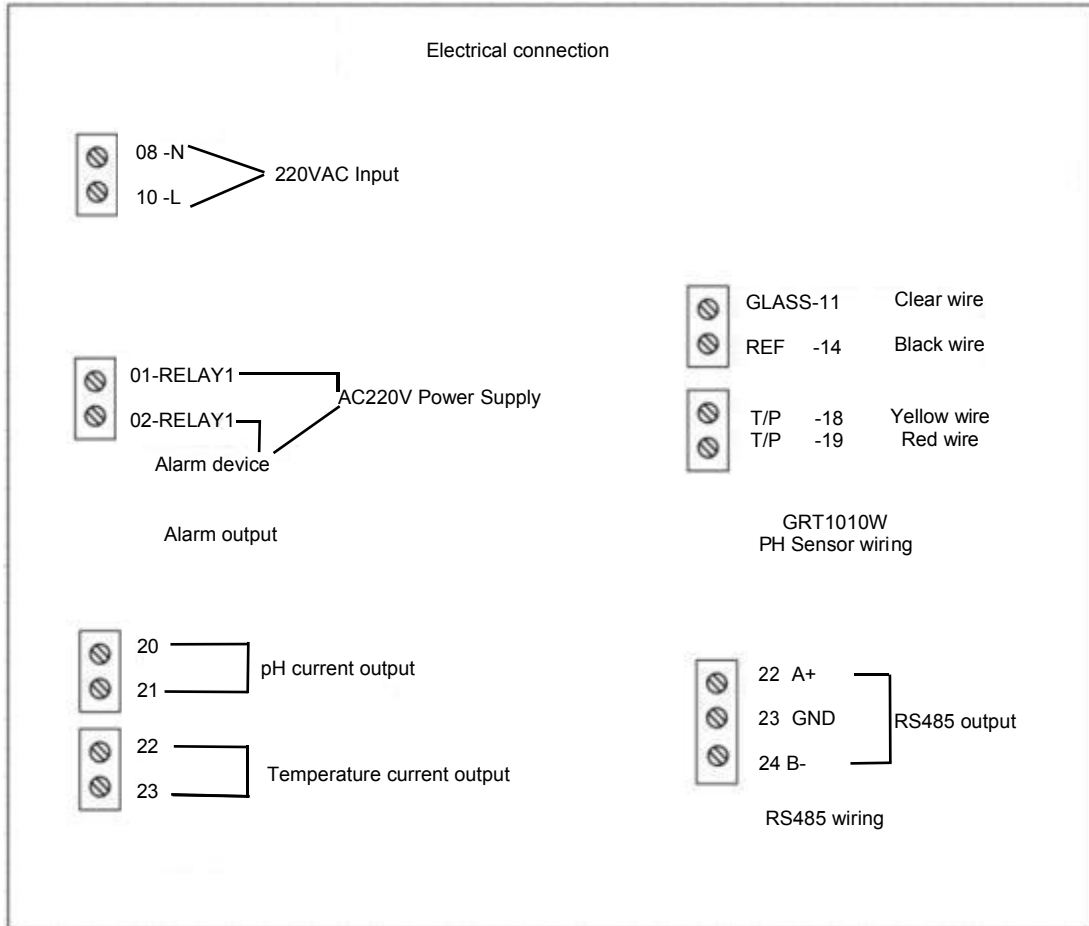 Electrical connection
08 -N
220VAC Input
10 -L
01-RELAY1
AC220V Power Supply
02-RELAY1
Alarm device
Alarm output
GLASS-11 Clear wire
REF -14 Black wire
T/P -18 Yellow wire
T/P -19 Red wire
GRT1010W
PH Sensor wiring
20
pH current output
21
22
Temperature current output
23
22 A+
23 GND
RS485 output
24 B-
RS485 wiring